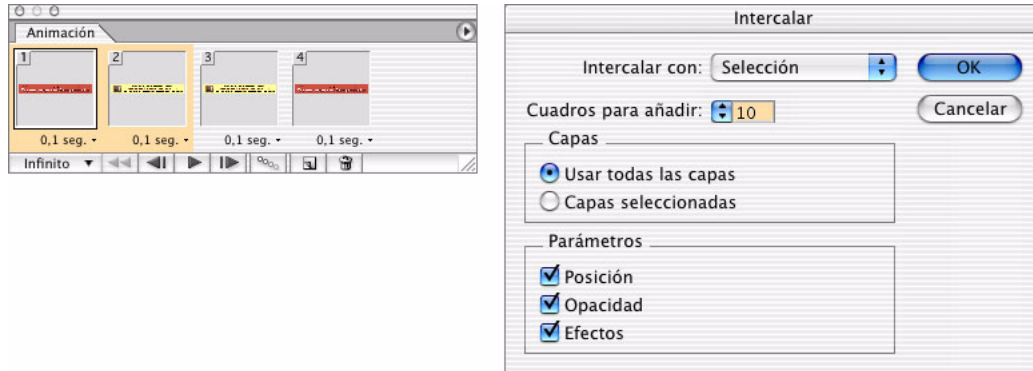 Animación
1 2 3 4
0,1 seg. 0,1 seg. 0,1 seg. 0,1 seg.
Infinito
Intercalar
Intercalar con: Selección OK
Cuadros para añadir: 10 Cancelar
Capas
Usar todas las capas
Capas seleccionadas
Parámetros
Posición
Opacidad
Efectos